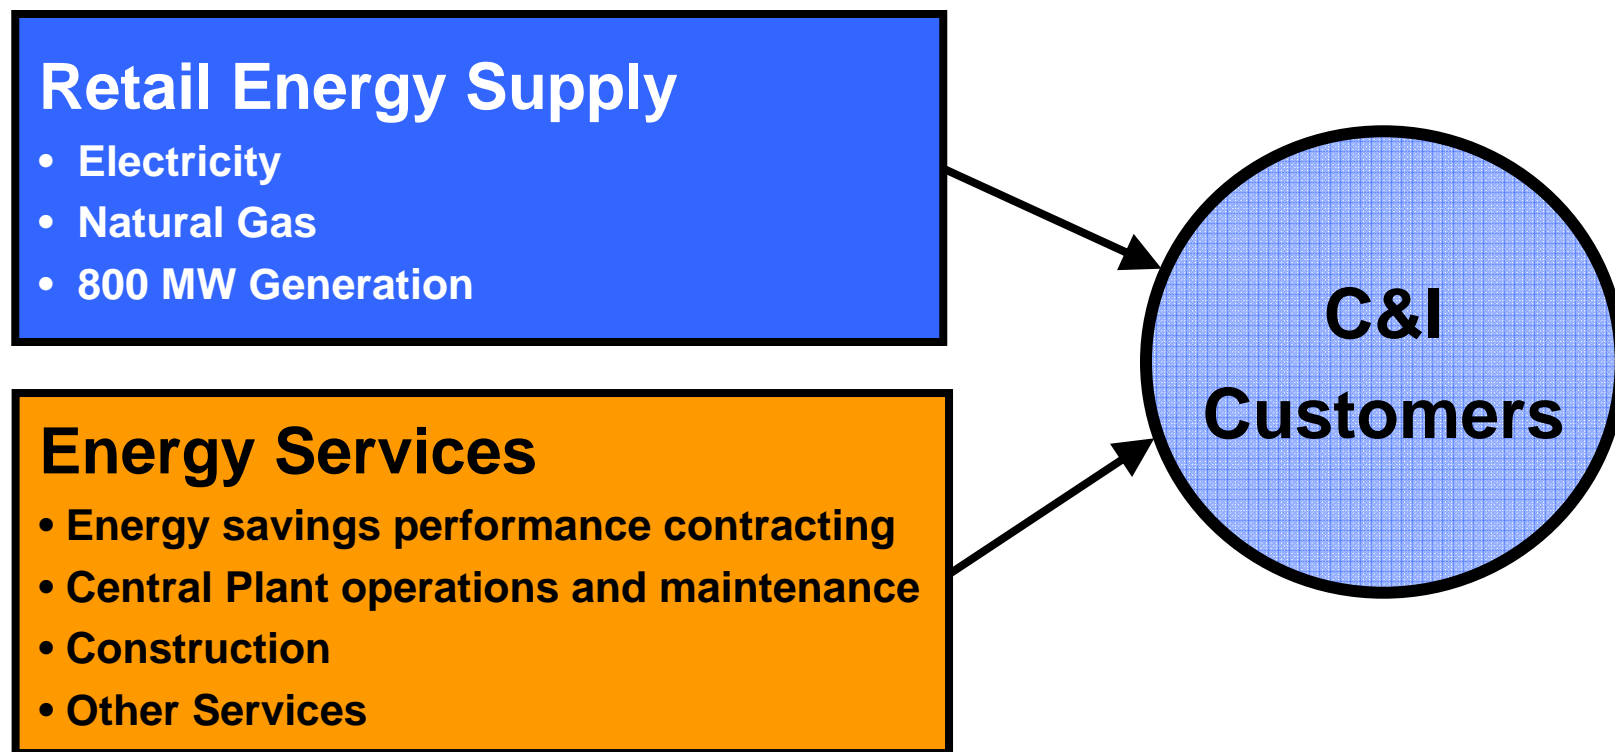 Retail Energy Supply
• Electricity
• Natural Gas
• 800 MW Generation
Energy Services
• Energy savings performance contracting
• Central Plant operations and maintenance
• Construction
• Other Services
C&I
Customers